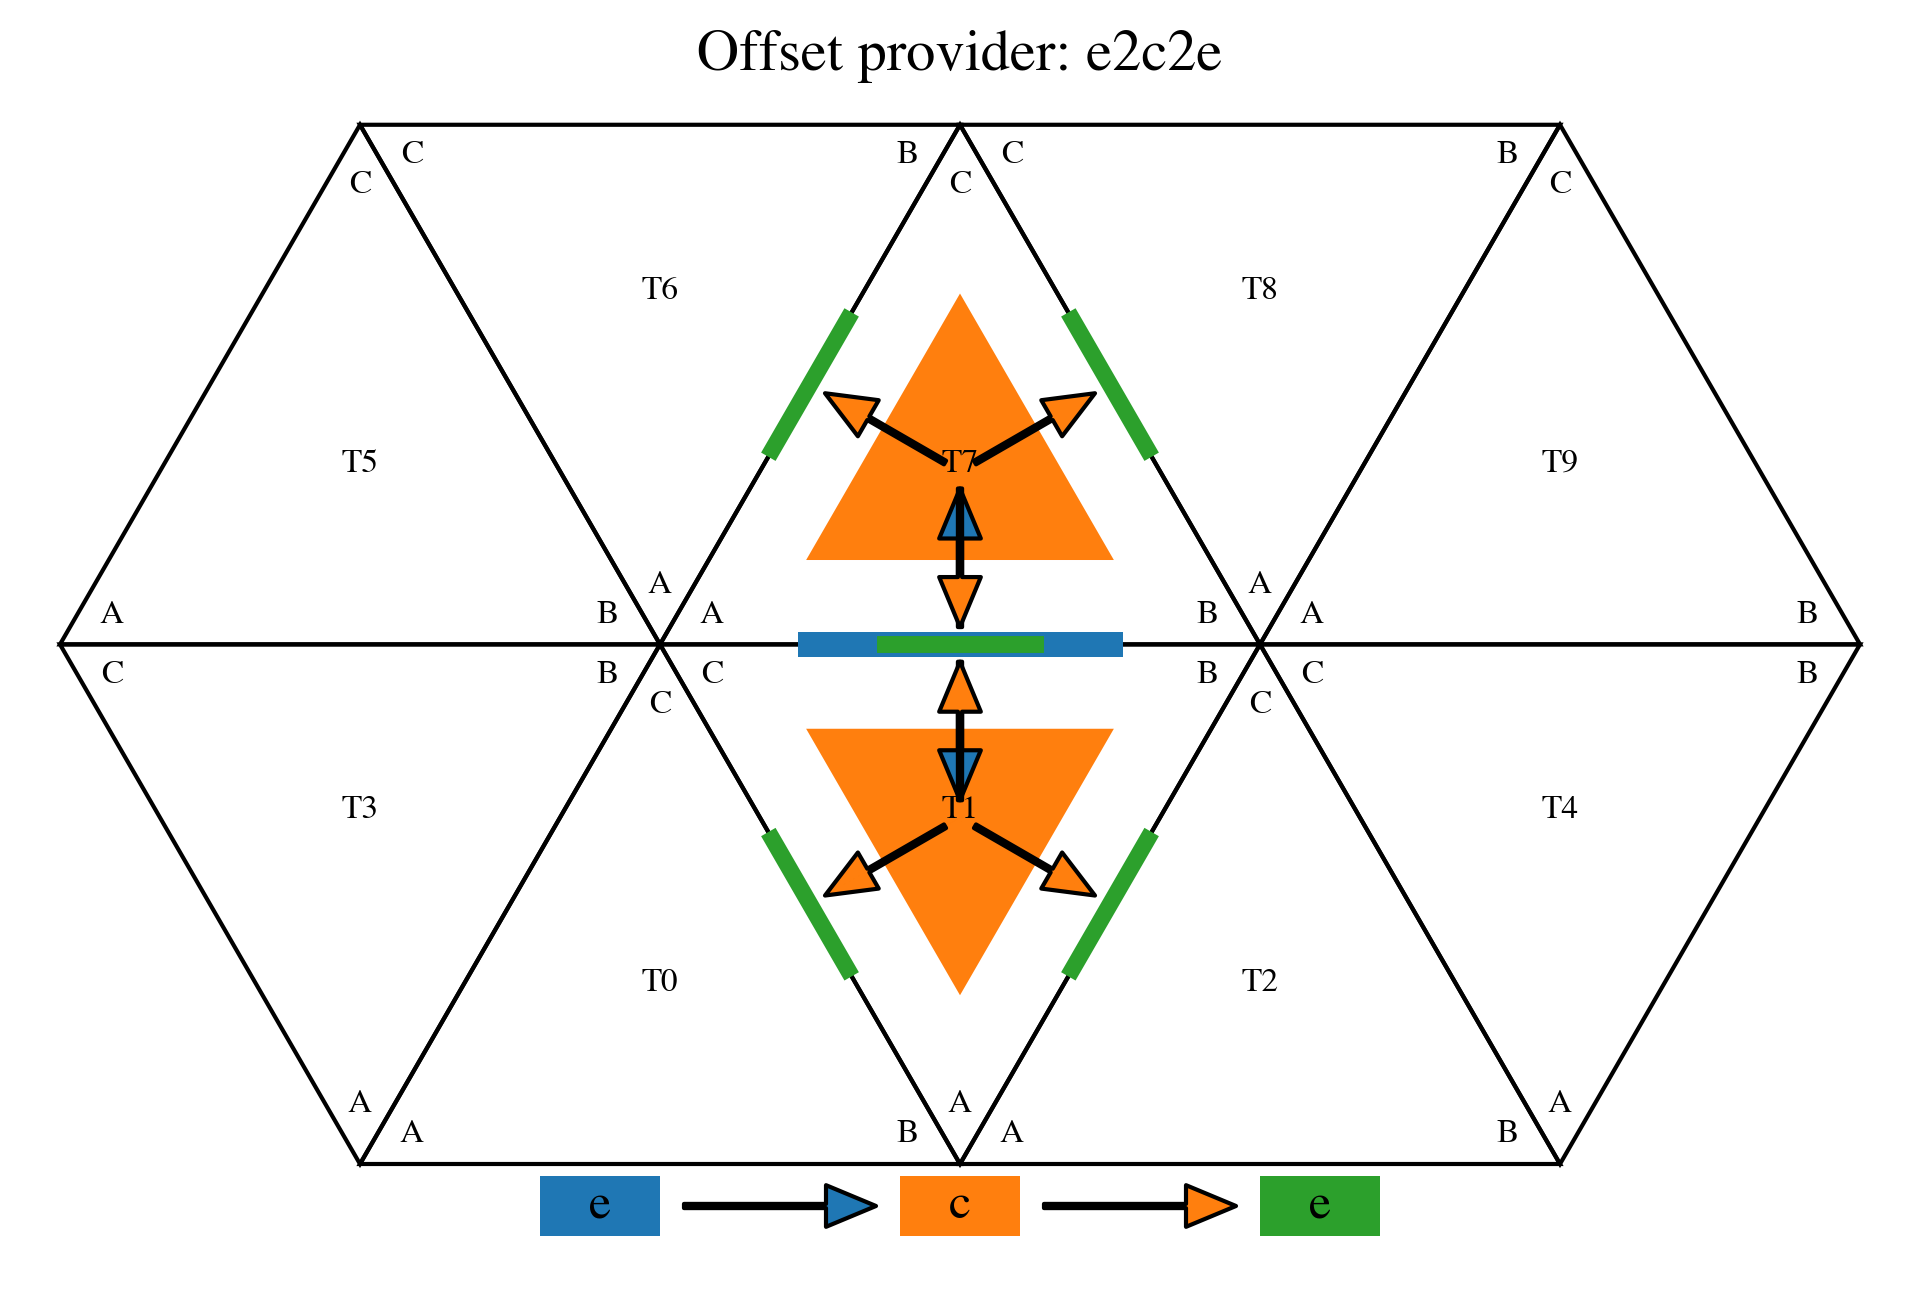 Offset provider: e2c2e
C B C B
C C C
T6 T8
T5 T7 T9
A A
A B A B A B
C B C B C B
C C
T3 T1 T4
T0 T2
A A A
A B A B
e c e